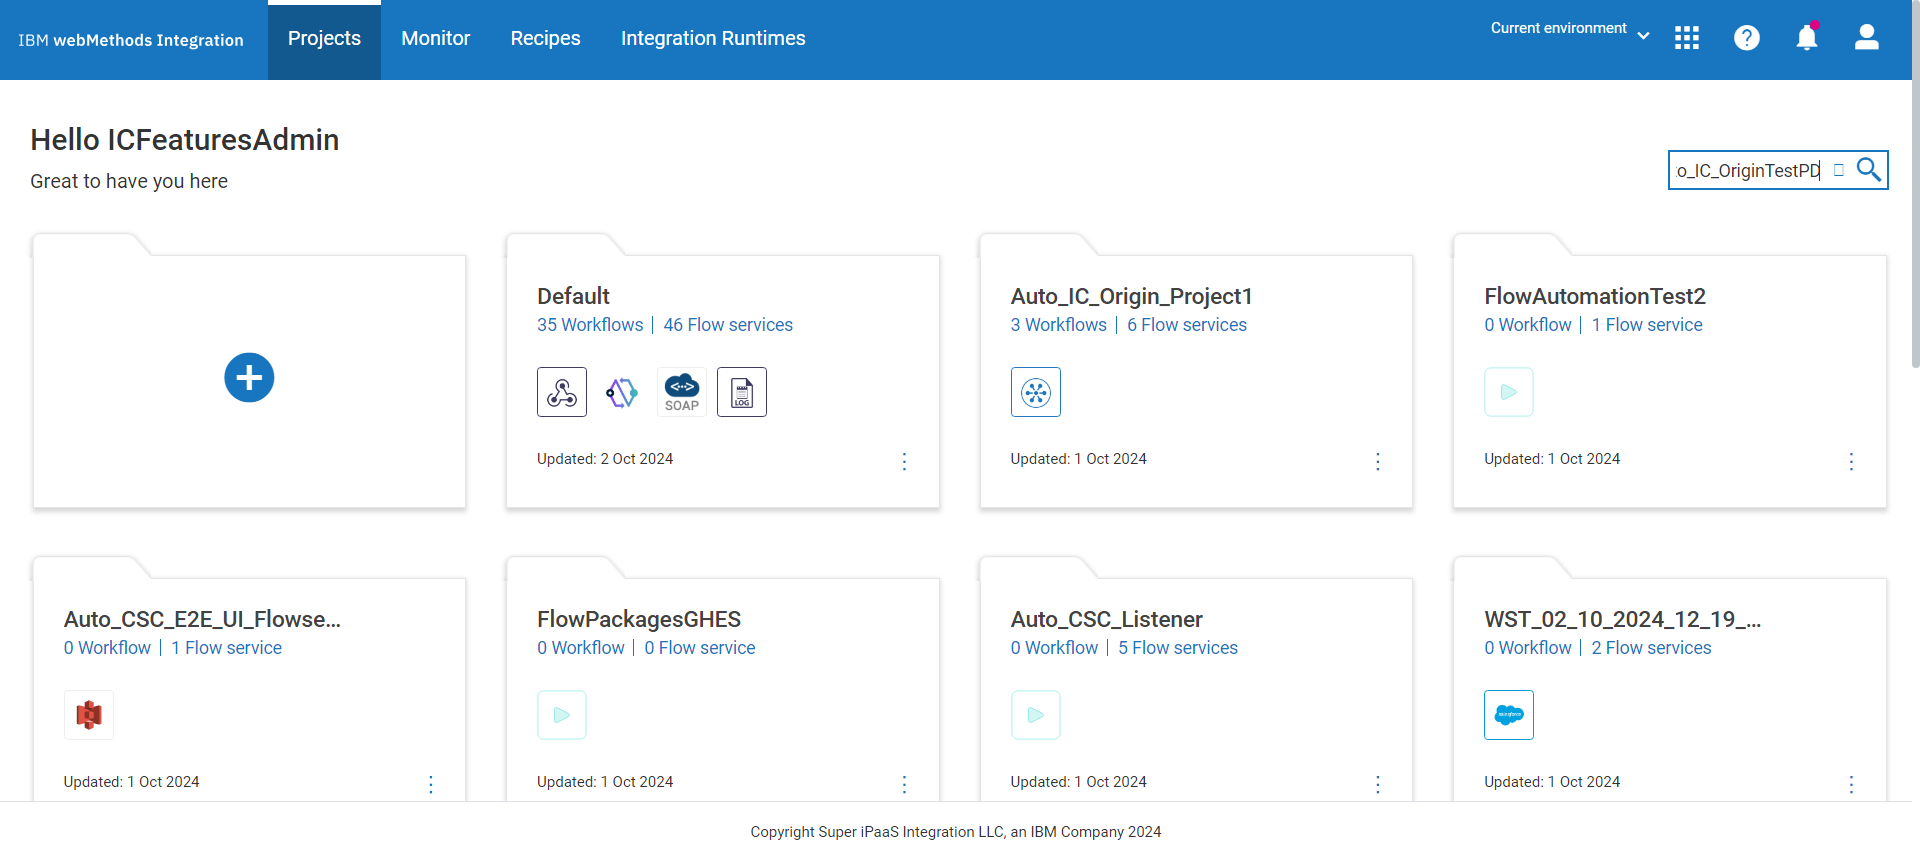 IBM webMethods Integration
Projects
Monitor
Recipes
Integration Runtimes
Current environment
Hello ICFeaturesAdmin
Great to have you here
o_IC_OriginTestPD
Default
35 Workflows | 46 Flow services
SOAP
LOG
Updated: 2 Oct 2024
Auto_IC_Origin_Project1
3 Workflows | 6 Flow services
Updated: 1 Oct 2024
FlowAutomationTest2
0 Workflow | 1 Flow service
Updated: 1 Oct 2024
Auto_CSC_E2E_UI_Flowse...
0 Workflow | 1 Flow service
Updated: 1 Oct 2024
FlowPackagesGHES
0 Workflow | 0 Flow service
Updated: 1 Oct 2024
Auto_CSC_Listener
0 Workflow | 5 Flow services
Updated: 1 Oct 2024
WST_02_10_2024_12_19_...
0 Workflow | 2 Flow services
salesforce
Updated: 1 Oct 2024
Copyright Super iPaaS Integration LLC, an IBM Company 2024